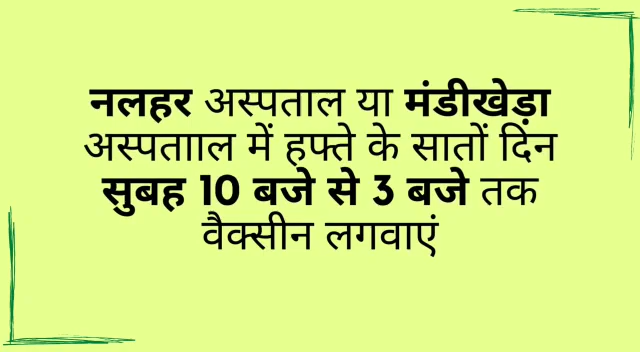 नलहर अस्पताल या मंडीखेड़ा
अस्पतााल में हफ्ते के सातों दिन
सुबह 10 बजे से 3 बजे तक
वैक्सीन लगवाएं